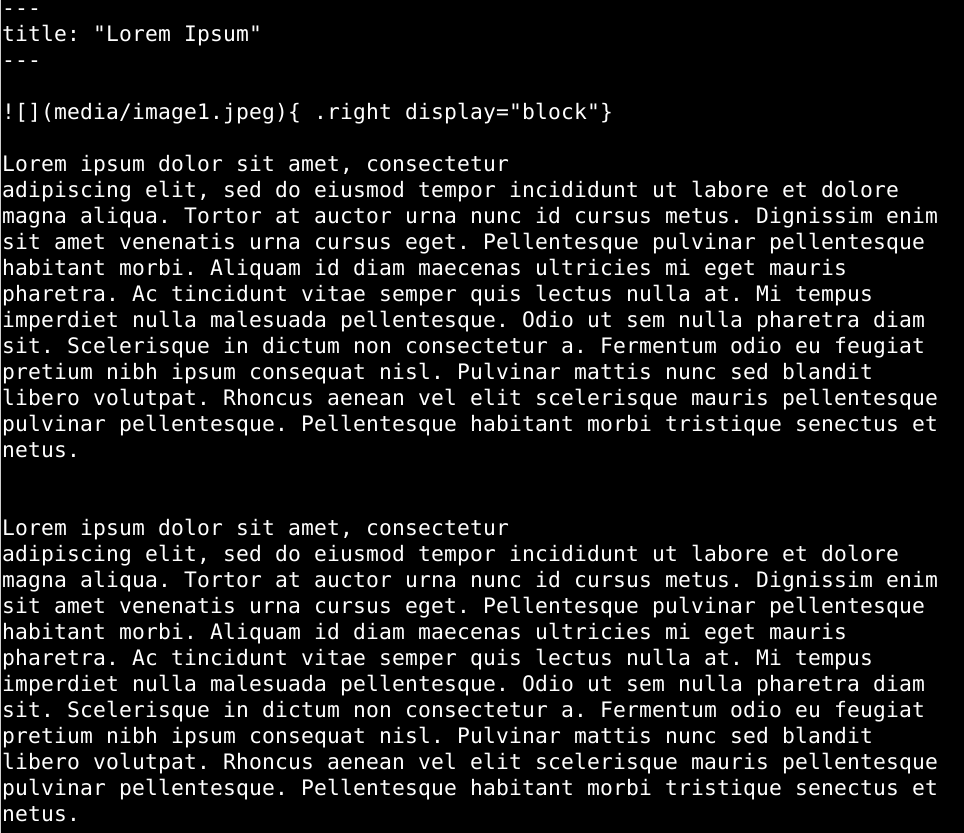 ---
title: "Lorem Ipsum"
---
![](media/image1.jpeg){ .right display="block"}
Lorem ipsum dolor sit amet, consectetur
adipiscing elit, sed do eiusmod tempor incididunt ut labore et dolore
magna aliqua. Tortor at auctor urna nunc id cursus metus. Dignissim enim
sit amet venenatis urna cursus eget. Pellentesque pulvinar pellentesque
habitant morbi. Aliquam id diam maecenas ultricies mi eget mauris
pharetra. Ac tincidunt vitae semper quis lectus nulla at. Mi tempus
imperdiet nulla malesuada pellentesque. Odio ut sem nulla pharetra diam
sit. Scelerisque in dictum non consectetur a. Fermentum odio eu feugiat
pretium nibh ipsum consequat nisl. Pulvinar mattis nunc sed blandit
libero volutpat. Rhoncus aenean vel elit scelerisque mauris pellentesque
pulvinar pellentesque. Pellentesque habitant morbi tristique senectus et
netus.
Lorem ipsum dolor sit amet, consectetur
adipiscing elit, sed do eiusmod tempor incididunt ut labore et dolore
magna aliqua. Tortor at auctor urna nunc id cursus metus. Dignissim enim
sit amet venenatis urna cursus eget. Pellentesque pulvinar pellentesque
habitant morbi. Aliquam id diam maecenas ultricies mi eget mauris
pharetra. Ac tincidunt vitae semper quis lectus nulla at. Mi tempus
imperdiet nulla malesuada pellentesque. Odio ut sem nulla pharetra diam
sit. Scelerisque in dictum non consectetur a. Fermentum odio eu feugiat
pretium nibh ipsum consequat nisl. Pulvinar mattis nunc sed blandit
libero volutpat. Rhoncus aenean vel elit scelerisque mauris pellentesque
pulvinar pellentesque. Pellentesque habitant morbi tristique senectus et
netus.